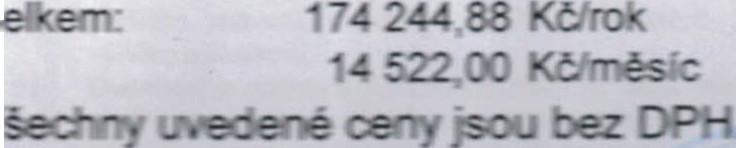 elkem: 174 244,88 Kč/rok
14 522,00 Kč/měsíc
šechny uvedené ceny jsou bez DPH